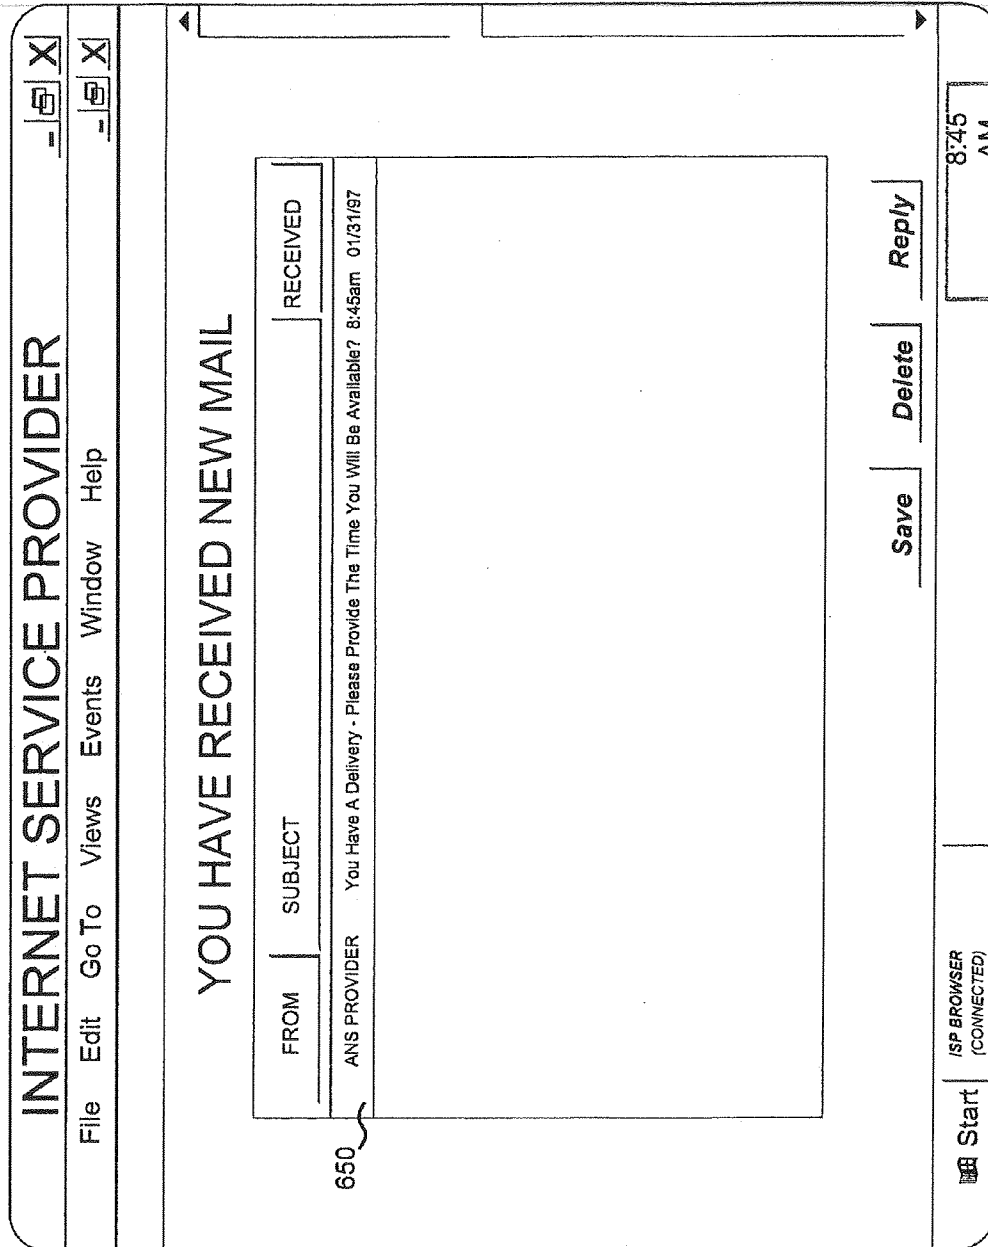 INTERNET SERVICE PROVIDER
File Edit Go To Views Events Window Help
YOU HAVE RECEIVED NEW MAIL
FROM SUBJECT RECEIVED
650 ANS PROVIDER You Have A Delivery - Please Provide The Time You Will Be Available? 8:45am 01/31/97
Save Delete Reply
Start ISP BROWSER 8:45
(CONNECTED) AM